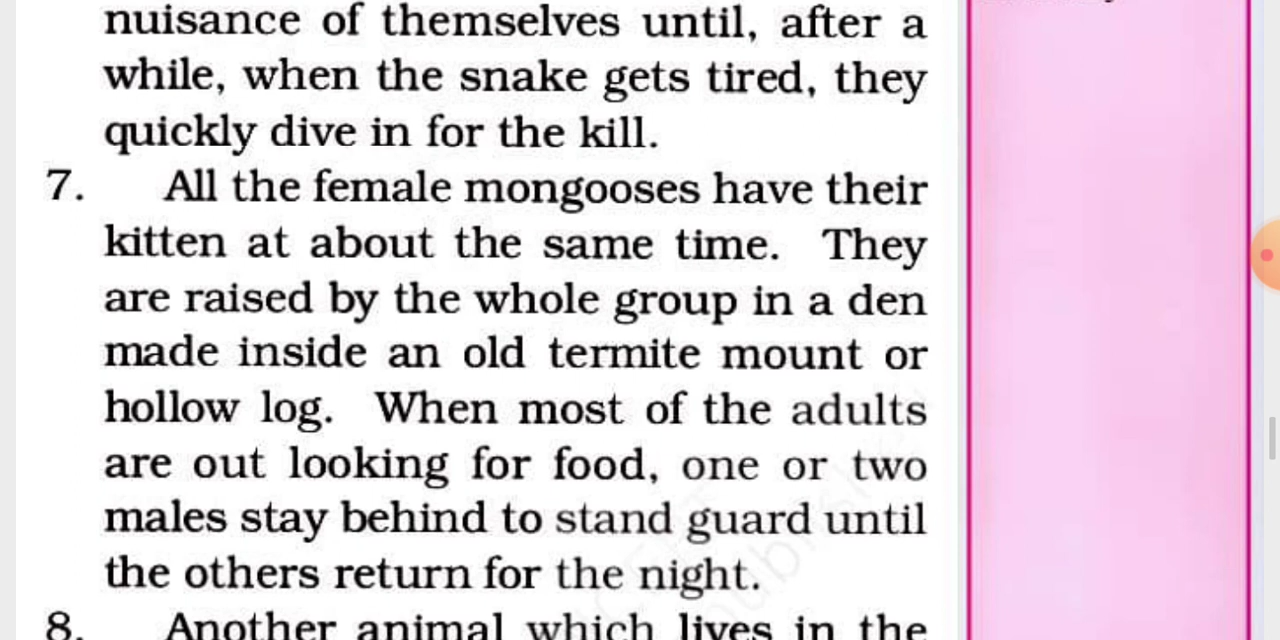 nuisance of themselves until, after a
while, when the snake gets tired, they
quickly dive in for the kill.
7. All the female mongooses have their
kitten at about the same time. They
are raised by the whole group in a den
made inside an old termite mount or
hollow log. When most of the adults
are out looking for food, one or two
males stay behind to stand guard until
the others return for the night.
8. Another animal which lives in the